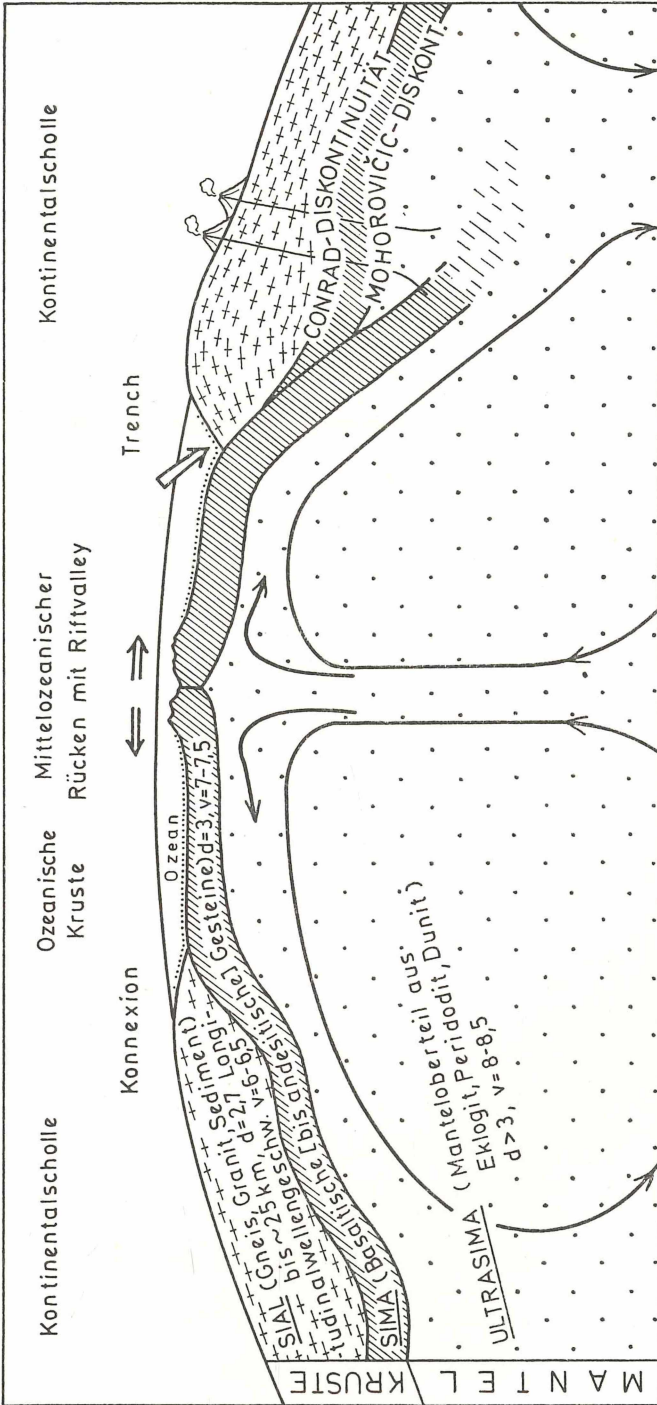 Kontinentalscholle
Konnexion
Ozeanische
Kruste
Mittelozeanischer
Rücken mit Riftvalley
Trench
Kontinentalscholle
Ozean
SIAL (Gneis, Granit, Sediment)
bis ~25 km, d=2,7 Longi-
tudinalwellengeschw. v=6-6,5
SIMA (Basaltische [bis andesitische] Gesteine) d=3, v=7-7,5
CONRAD-DISKONTINUITÄT
MOHOROVIČIC-DISKONT.
ULTRASIMA (Manteloberteil aus
Eklogit, Peridodit, Dunit)
d>3, v=8-8,5
KRUSTE
MANTEL